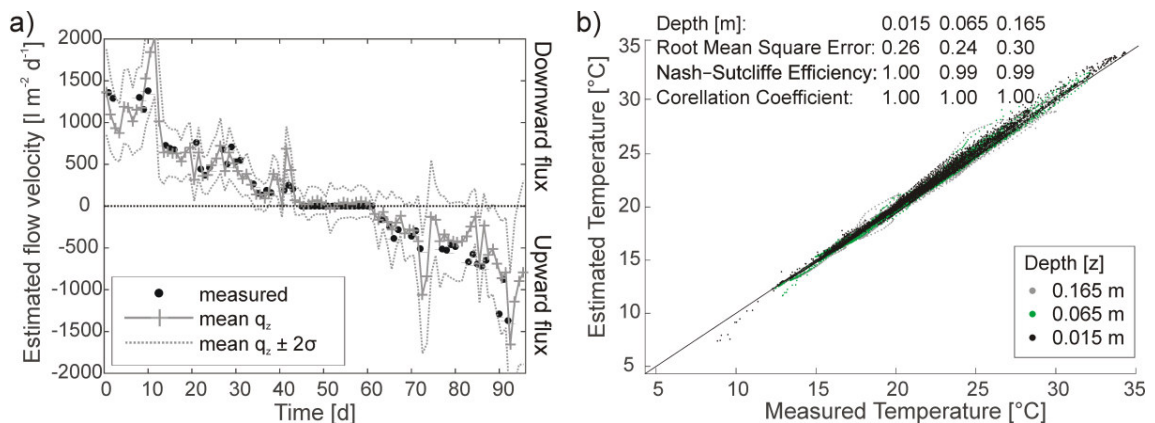 a)
Estimated flow velocity [l m-2 d-1]
2000
1500
1000
500
0
-500
-1000
-1500
-2000
0 10 20 30 40 50 60 70 80 90
Time [d]
Downward flux
Upward flux
measured
mean qz
mean qz ± 2σ
b)
Depth [m]: 0.015 0.065 0.165
Root Mean Square Error: 0.26 0.24 0.30
Nash-Sutcliffe Efficiency: 1.00 0.99 0.99
Corellation Coefficient: 1.00 1.00 1.00
Estimated Temperature [°C]
35
30
25
20
15
10
5
5 10 15 20 25 30 35
Measured Temperature [°C]
Depth [z]
0.165 m
0.065 m
0.015 m